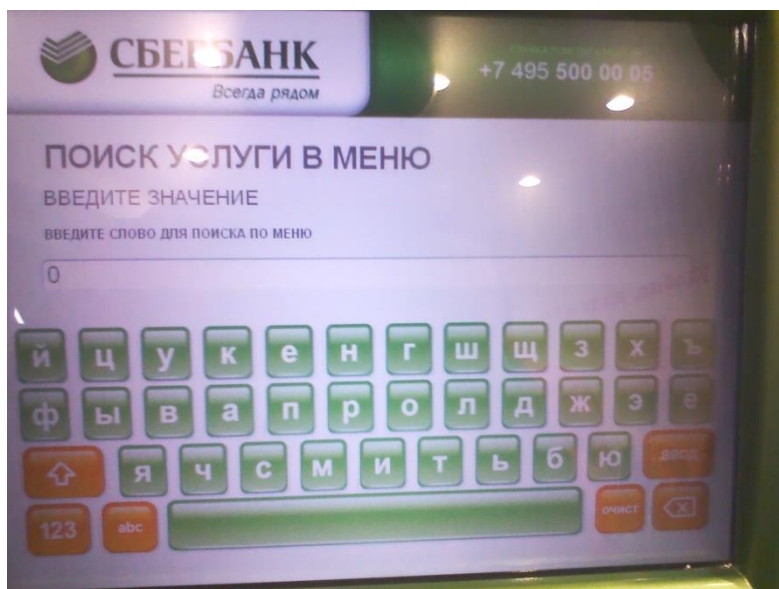 СБЕРБАНК
Всегда рядом
+7 495 500 00 05
ПОИСК УСЛУГИ В МЕНЮ
ВВЕДИТЕ ЗНАЧЕНИЕ
ВВЕДИТЕ СЛОВО ДЛЯ ПОИСКА ПО МЕНЮ
0
й ц у к е н г ш щ з х ъ
ф ы в а п р о л д ж э ё
я ч с м и т ь б ю ввод
123 abc очист